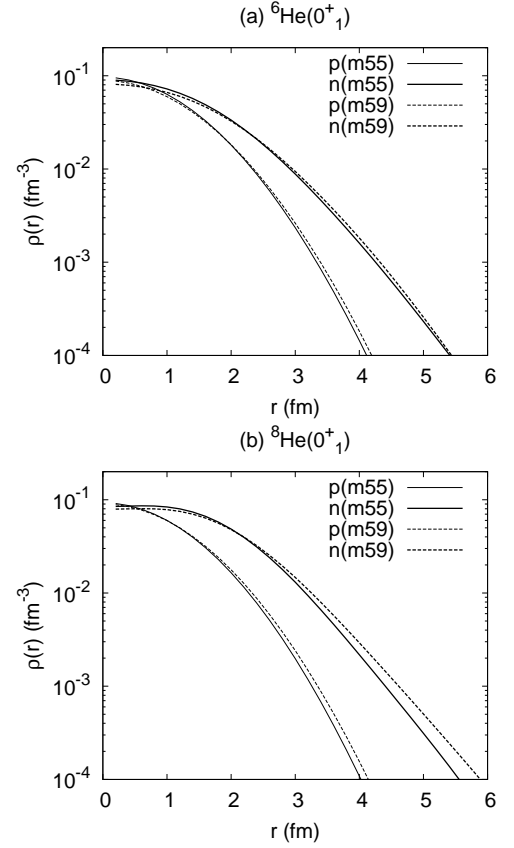 (a) ⁶He(0⁺₁)
p(m55)
n(m55)
p(m59)
n(m59)
10⁻¹
10⁻²
10⁻³
10⁻⁴
ρ(r) (fm⁻³)
0 1 2 3 4 5 6
r (fm)
(b) ⁸He(0⁺₁)
p(m55)
n(m55)
p(m59)
n(m59)
10⁻¹
10⁻²
10⁻³
10⁻⁴
ρ(r) (fm⁻³)
0 1 2 3 4 5 6
r (fm)